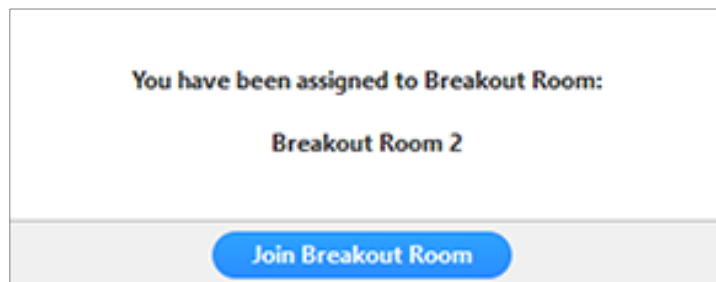 You have been assigned to Breakout Room:
Breakout Room 2
Join Breakout Room